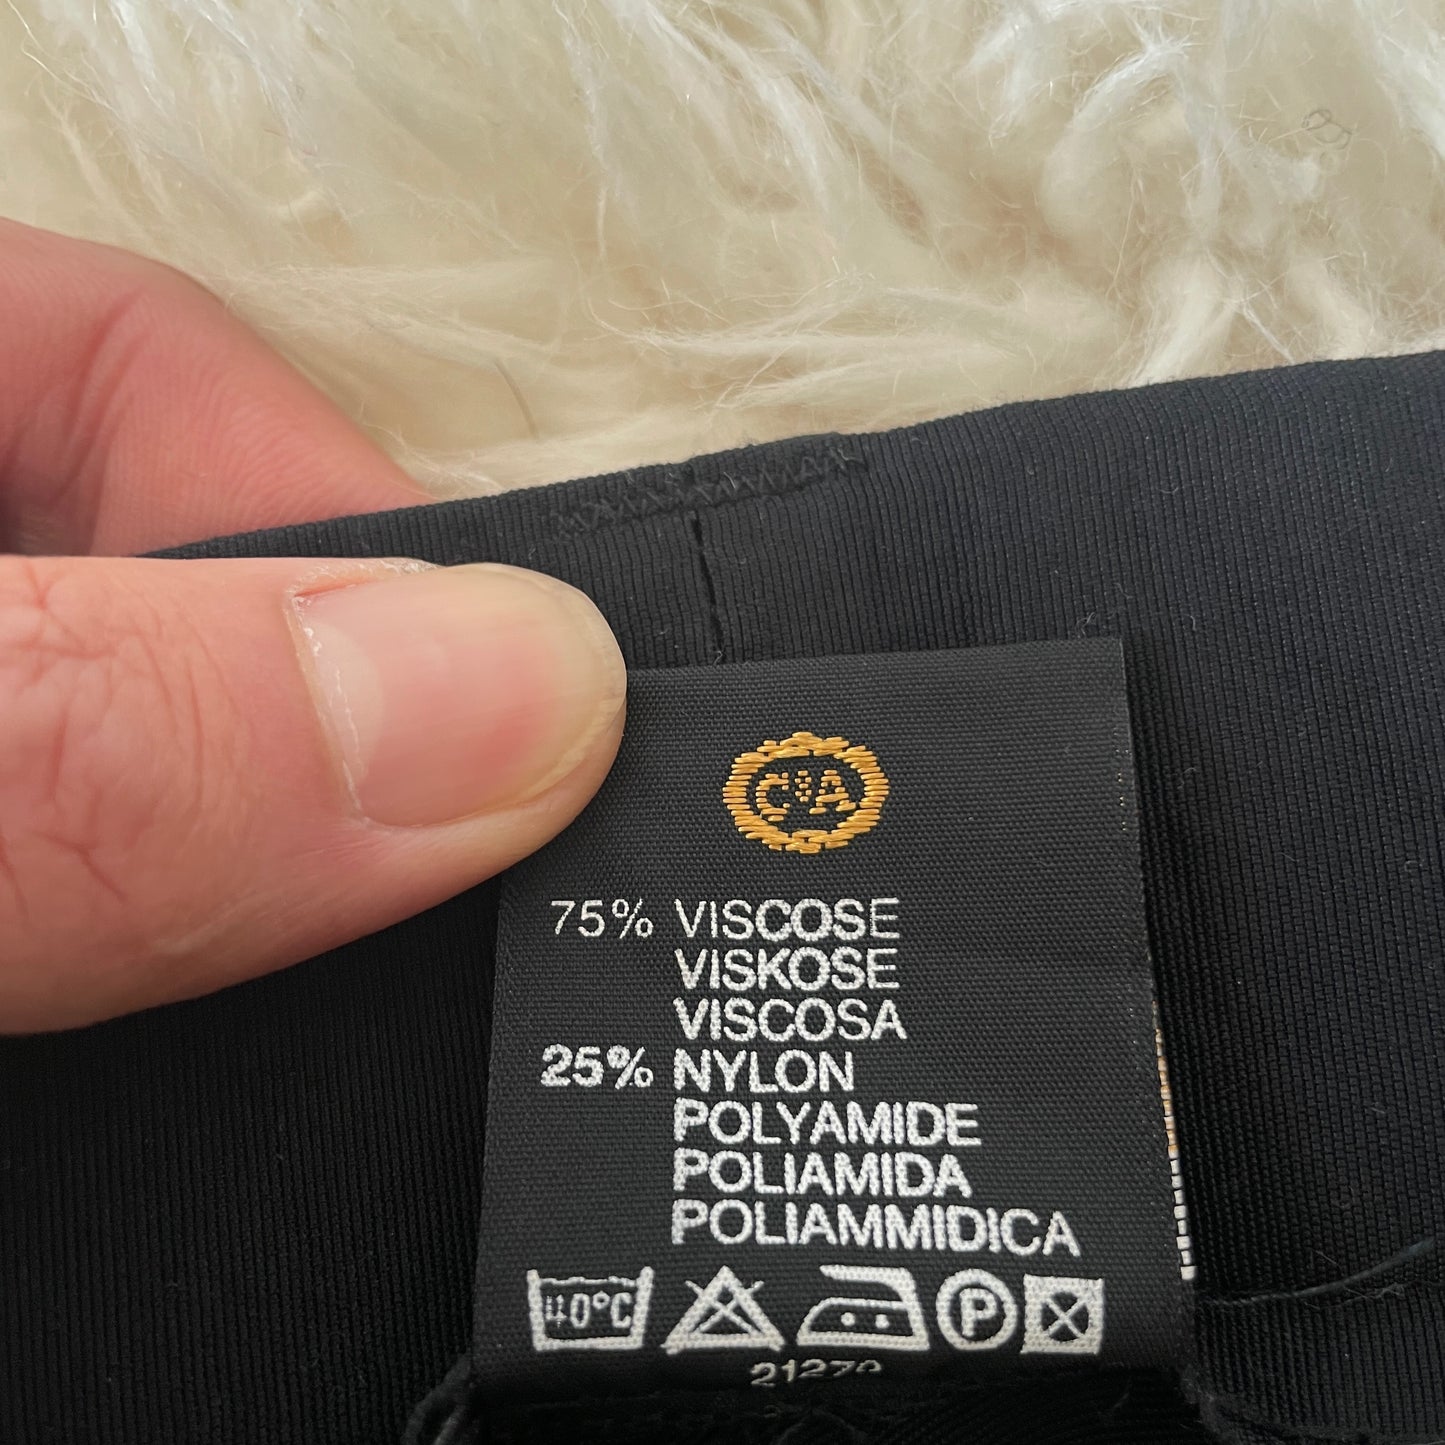 C&A
75% VISCOSE
VISKOSE
VISCOSA
25% NYLON
POLYAMIDE
POLIAMIDA
POLIAMMIDICA
40°C P